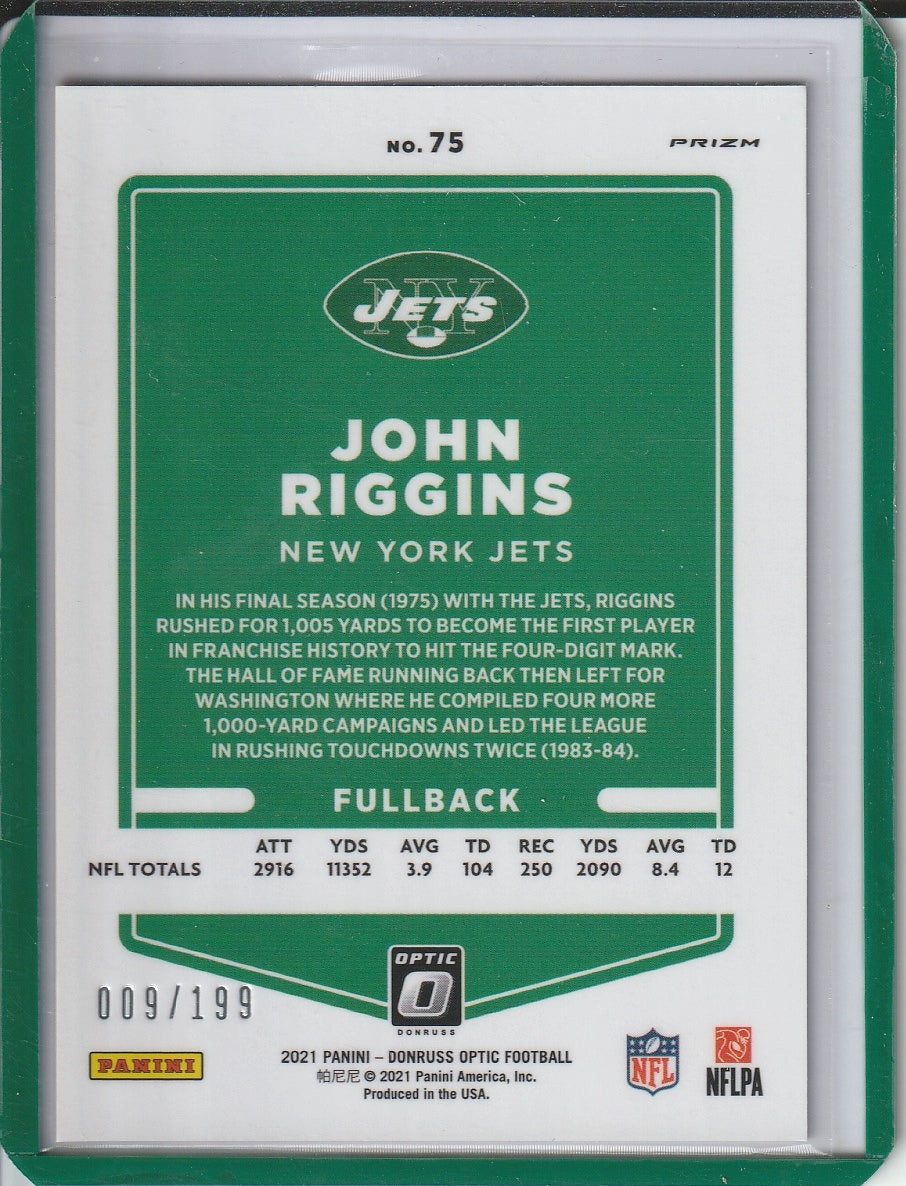 NO. 75
PRIZM
NY
JETS
JOHN
RIGGINS
NEW YORK JETS
IN HIS FINAL SEASON (1975) WITH THE JETS, RIGGINS
RUSHED FOR 1,005 YARDS TO BECOME THE FIRST PLAYER
IN FRANCHISE HISTORY TO HIT THE FOUR-DIGIT MARK.
THE HALL OF FAME RUNNING BACK THEN LEFT FOR
WASHINGTON WHERE HE COMPILED FOUR MORE
1,000-YARD CAMPAIGNS AND LED THE LEAGUE
IN RUSHING TOUCHDOWNS TWICE (1983-84).
FULLBACK
ATT YDS AVG TD REC YDS AVG TD
NFL TOTALS 2916 11352 3.9 104 250 2090 8.4 12
OPTIC
O
DONRUSS
009/199
PANINI
2021 PANINI – DONRUSS OPTIC FOOTBALL
帕尼尼 © 2021 Panini America, Inc.
Produced in the USA.
NFL
NFLPA